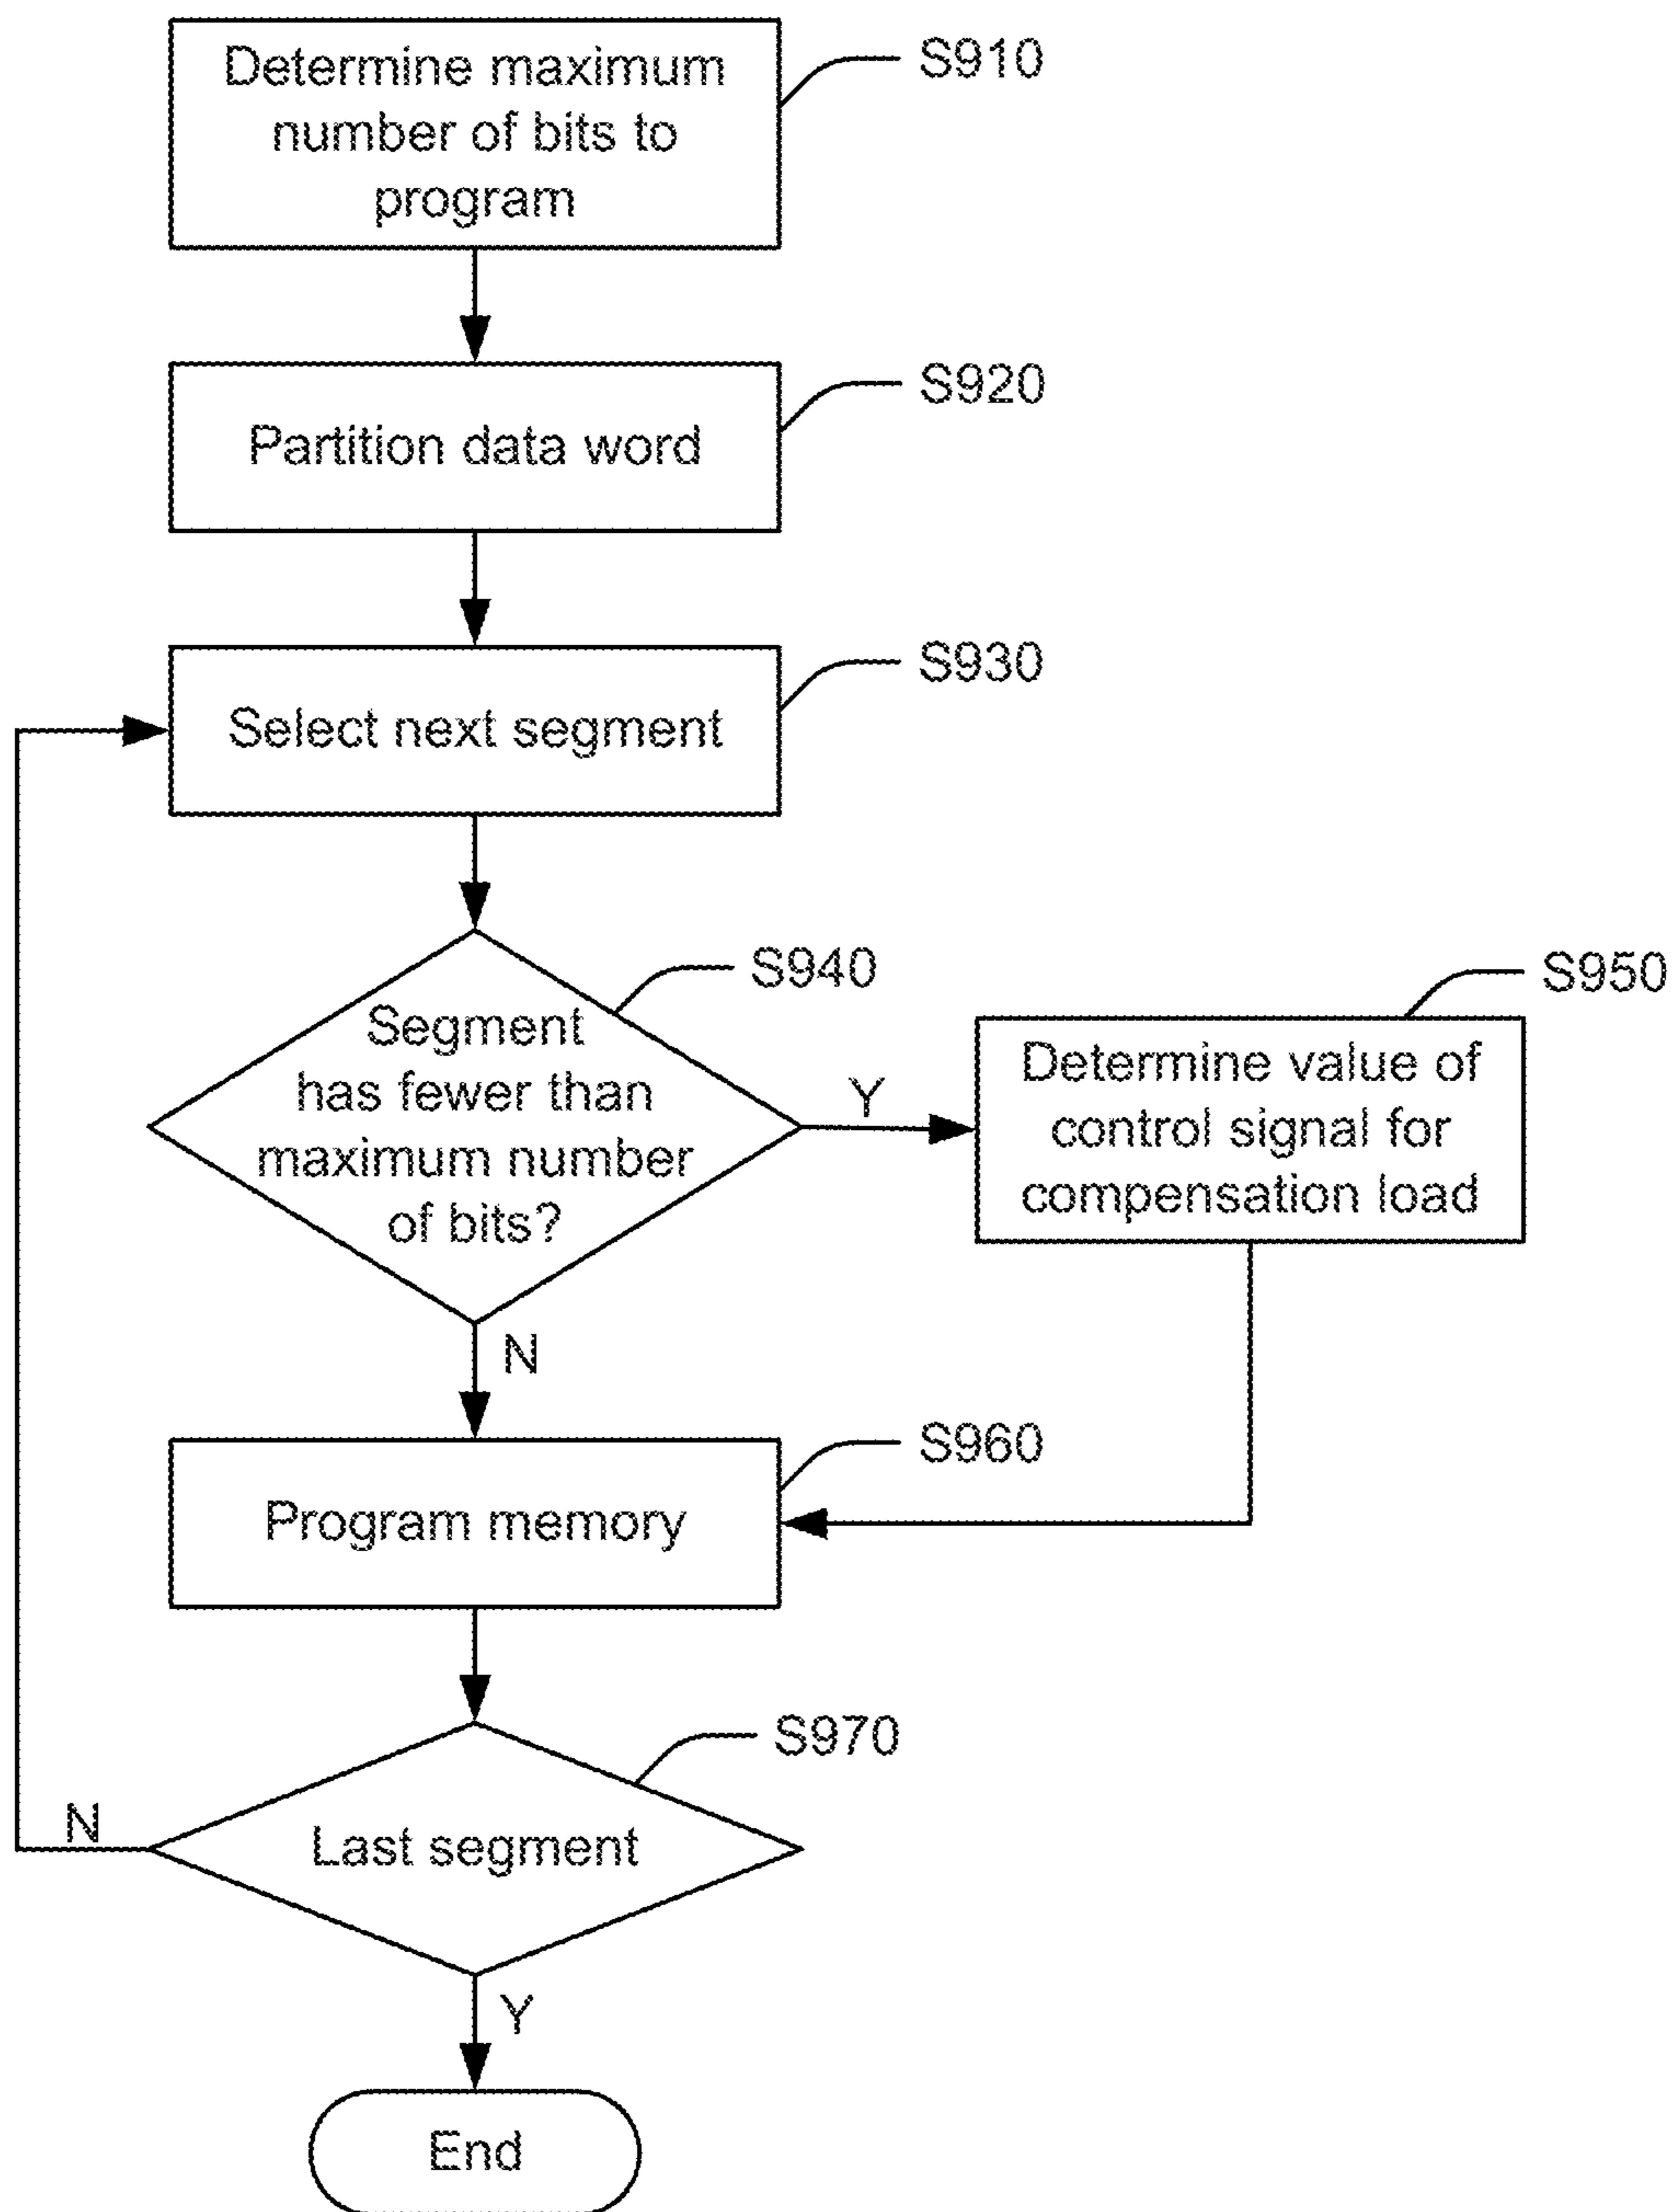 Determine maximum
number of bits to
program
S910
Partition data word
S920
Select next segment
S930
Segment
has fewer than
maximum number
of bits?
S940
Y
Determine value of
control signal for
compensation load
S950
N
Program memory
S960
Last segment
S970
N
Y
End